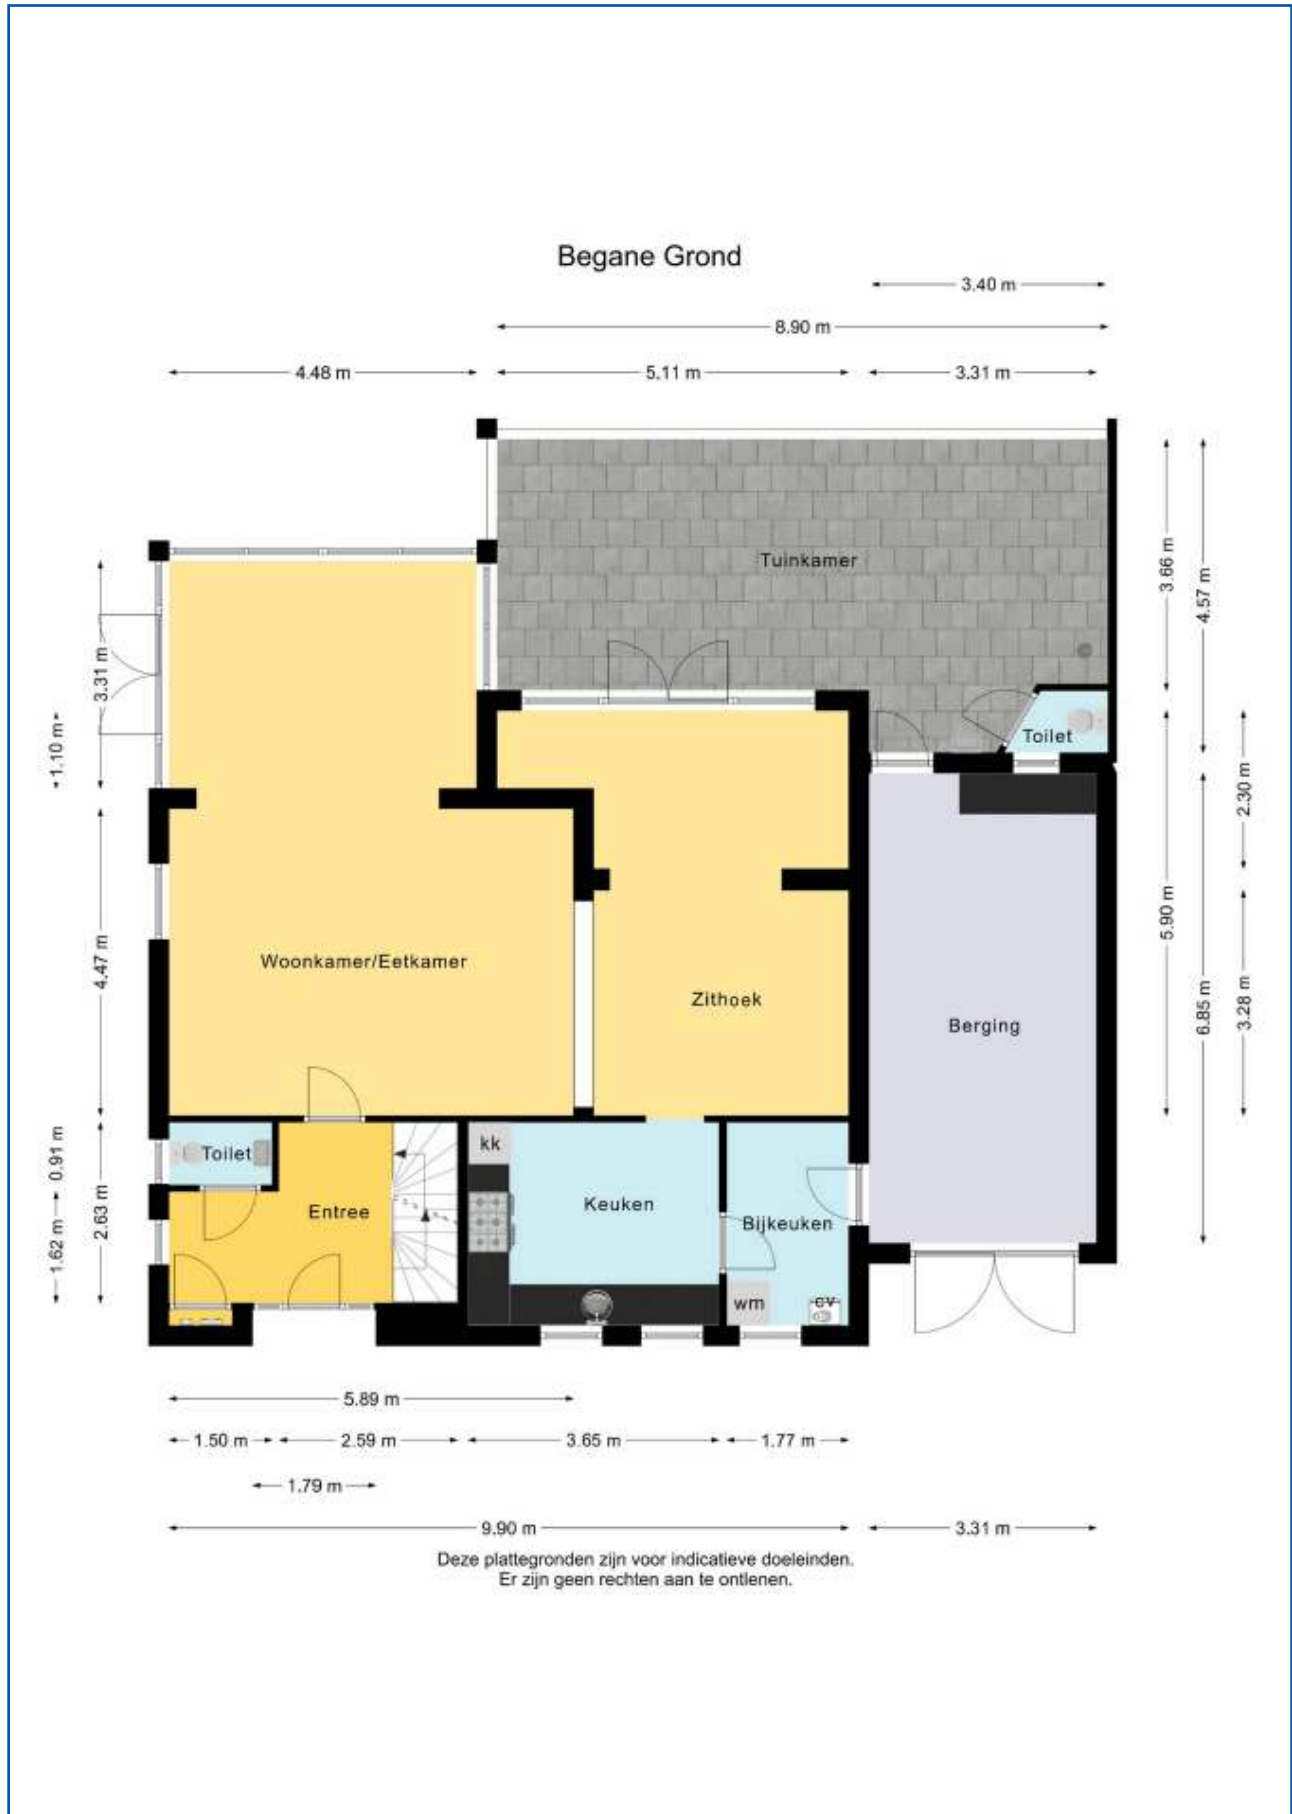 Begane Grond
3.40 m
8.90 m
4.48 m
5.11 m
3.31 m
Tuinkamer
3.66 m
4.57 m
3.31 m
1.10 m
Toilet
2.30 m
5.90 m
4.47 m
Woonkamer/Eetkamer
Zithoek
Berging
6.85 m
3.28 m
0.91 m
1.62 m
2.63 m
Toilet
Entree
kk
Keuken
Bijkeuken
wm
cv
5.89 m
1.50 m
2.59 m
3.65 m
1.77 m
1.79 m
9.90 m
3.31 m
Deze plattegronden zijn voor indicatieve doeleinden.
Er zijn geen rechten aan te ontlenen.